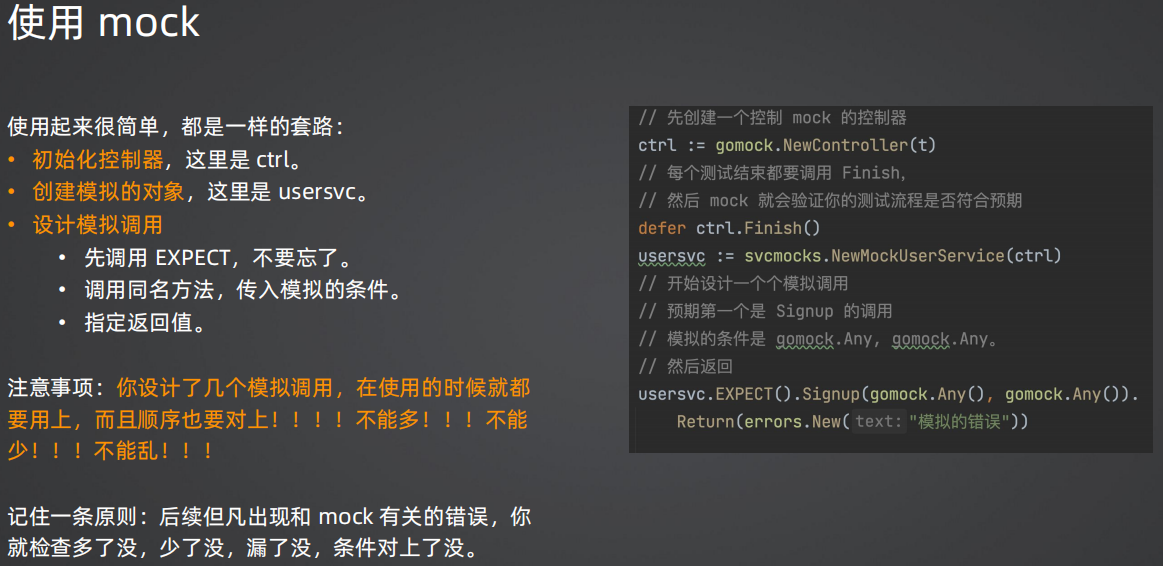 使用 mock
使用起来很简单，都是一样的套路：
• 初始化控制器，这里是 ctrl。
• 创建模拟的对象，这里是 usersvc。
• 设计模拟调用
• 先调用 EXPECT，不要忘了。
• 调用同名方法，传入模拟的条件。
• 指定返回值。
注意事项：你设计了几个模拟调用，在使用的时候就都
要用上，而且顺序也要对上！！！！不能多！！！不能
少！！！不能乱！！！
记住一条原则：后续但凡出现和 mock 有关的错误，你
就检查多了没，少了没，漏了没，条件对上了没。
// 先创建一个控制 mock 的控制器
ctrl := gomock.NewController(t)
// 每个测试结束都要调用 Finish,
// 然后 mock 就会验证你的测试流程是否符合预期
defer ctrl.Finish()
usersvc := svcmocks.NewMockUserService(ctrl)
// 开始设计一个个模拟调用
// 预期第一个是 Signup 的调用
// 模拟的条件是 gomock.Any, gomock.Any。
// 然后返回
usersvc.EXPECT().Signup(gomock.Any(), gomock.Any()).
Return(errors.New( text: "模拟的错误"))